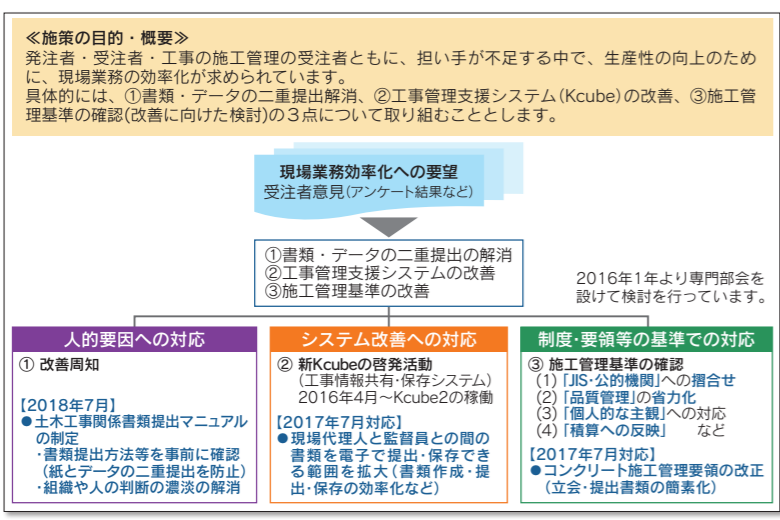 ≪施策の目的・概要≫
発注者・受注者・工事の施工管理の受注者ともに、担い手が不足する中で、生産性の向上のため
に、現場業務の効率化が求められています。
具体的には、①書類・データの二重提出解消、②工事管理支援システム(Kcube)の改善、③施工管
理基準の確認(改善に向けた検討)の３点について取り組むこととします。
現場業務効率化への要望
受注者意見(アンケート結果など)
①書類・データの二重提出の解消
②工事管理支援システムの改善
③施工管理基準の改善
2016年1年より専門部会を
設けて検討を行っています。
人的要因への対応
① 改善周知
【2018年7月】
●土木工事関係書類提出マニュアル
の制定
・書類提出方法等を事前に確認
(紙とデータの二重提出を防止)
・組織や人の判断の濃淡の解消
システム改善への対応
② 新Kcubeの啓発活動
(工事情報共有・保存システム)
2016年4月～Kcube2の稼働
【2017年7月対応】
●現場代理人と監督員との間の
書類を電子で提出・保存でき
る範囲を拡大(書類作成・提
出・保存の効率化など)
制度・要領等の基準での対応
③ 施工管理基準の確認
(1)「JIS・公的機関」への摺合せ
(2)「品質管理」の省力化
(3)「個人的な主観」への対応
(4)「積算への反映」 など
【2017年7月対応】
●コンクリート施工管理要領の改正
(立会・提出書類の簡素化)